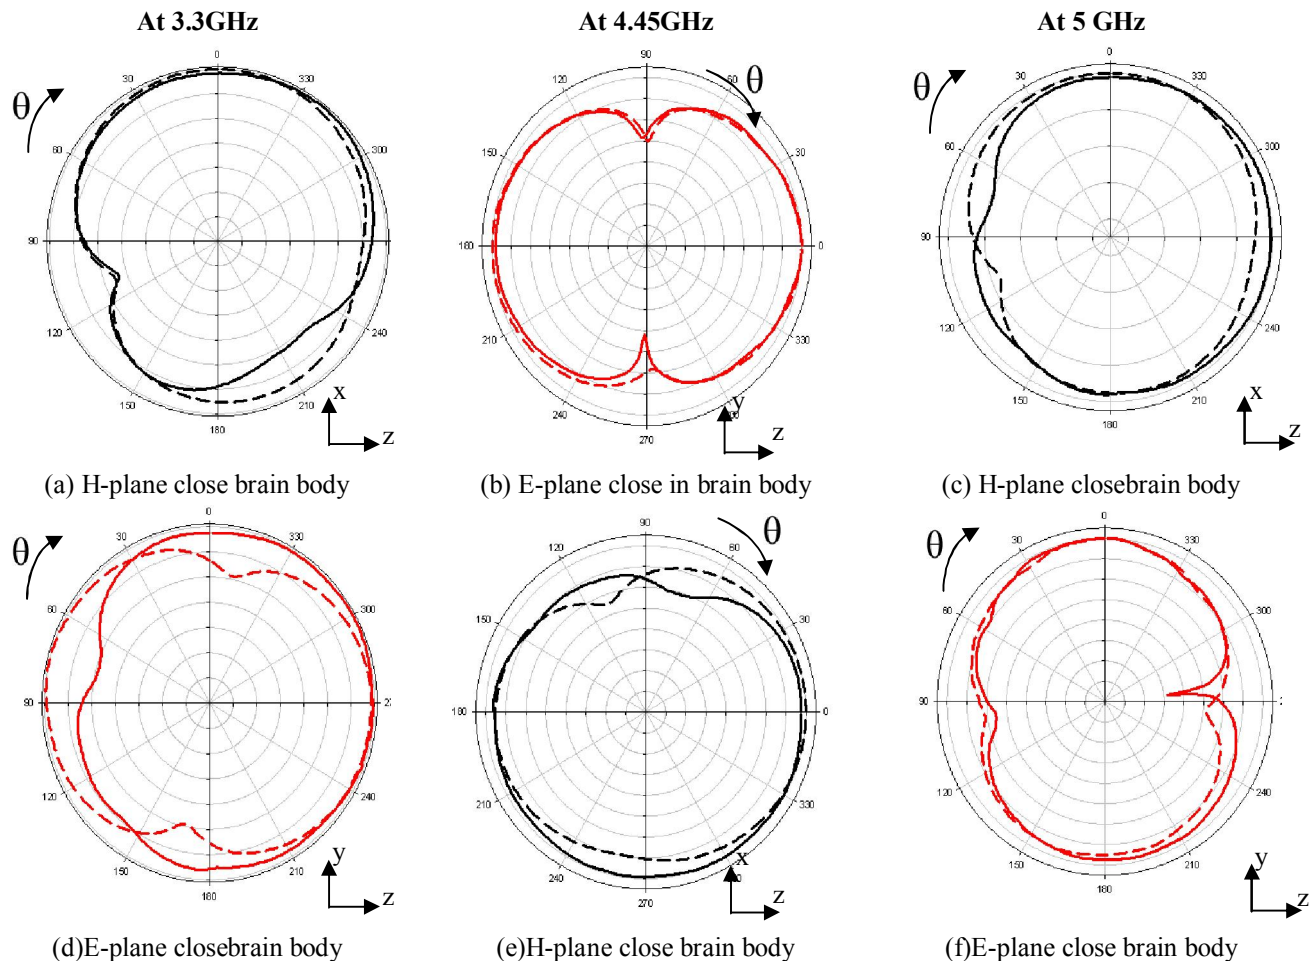 At 3.3GHz
At 4.45GHz
At 5 GHz
θ
0
30
330
60
300
90
120
240
150
210
180
x
z
(a) H-plane close brain body
90
θ
120
60
150
30
180
0
210
330
240
270
y
z
(b) E-plane close in brain body
θ
0
30
330
60
300
90
120
240
150
210
180
x
z
(c) H-plane closebrain body
θ
0
30
330
60
300
90
120
240
150
210
180
y
z
(d)E-plane closebrain body
90
θ
120
60
150
30
180
0
210
330
240
270
x
z
(e)H-plane close brain body
θ
0
30
330
60
300
90
120
240
150
210
180
y
z
(f)E-plane close brain body